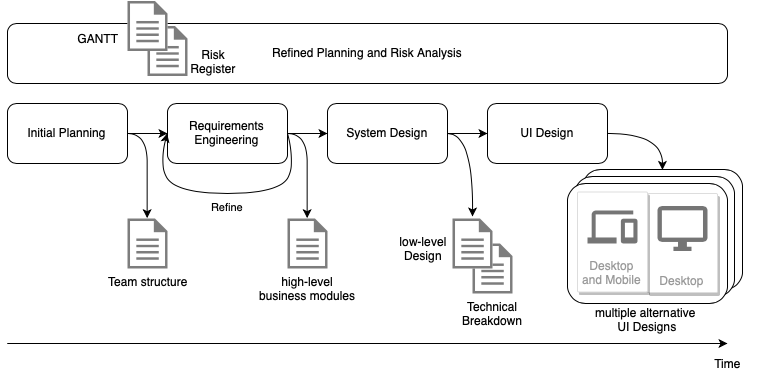 GANTT
Risk
Register
Refined Planning and Risk Analysis
Initial Planning
Requirements
Engineering
System Design
UI Design
Refine
Team structure
high-level
business modules
low-level
Design
Technical
Breakdown
Desktop
and Mobile
Desktop
multiple alternative
UI Designs
Time